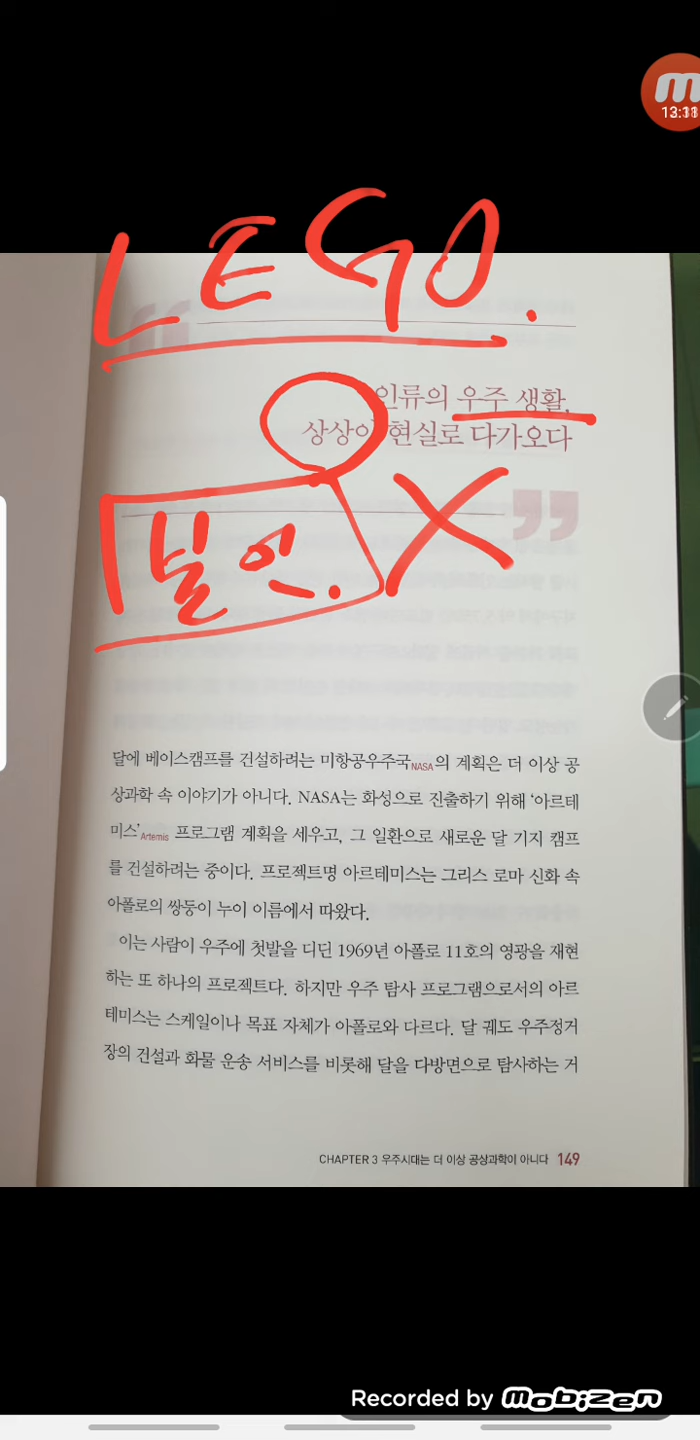 13:11
LEGO.
인류의 우주 생활,
상상이 현실로 다가오다
달에 베이스캠프를 건설하려는 미항공우주국NASA의 계획은 더 이상 공
상과학 속 이야기가 아니다. NASA는 화성으로 진출하기 위해 ‘아르테
미스’Artemis 프로그램 계획을 세우고, 그 일환으로 새로운 달 기지 캠프
를 건설하려는 중이다. 프로젝트명 아르테미스는 그리스 로마 신화 속
아폴로의 쌍둥이 누이 이름에서 따왔다.
이는 사람이 우주에 첫발을 디딘 1969년 아폴로 11호의 영광을 재현
하는 또 하나의 프로젝트다. 하지만 우주 탐사 프로그램으로서의 아르
테미스는 스케일이나 목표 자체가 아폴로와 다르다. 달 궤도 우주정거
장의 건설과 화물 운송 서비스를 비롯해 달을 다방면으로 탐사하는 거
CHAPTER 3 우주시대는 더 이상 공상과학이 아니다 149
Recorded by mobizen